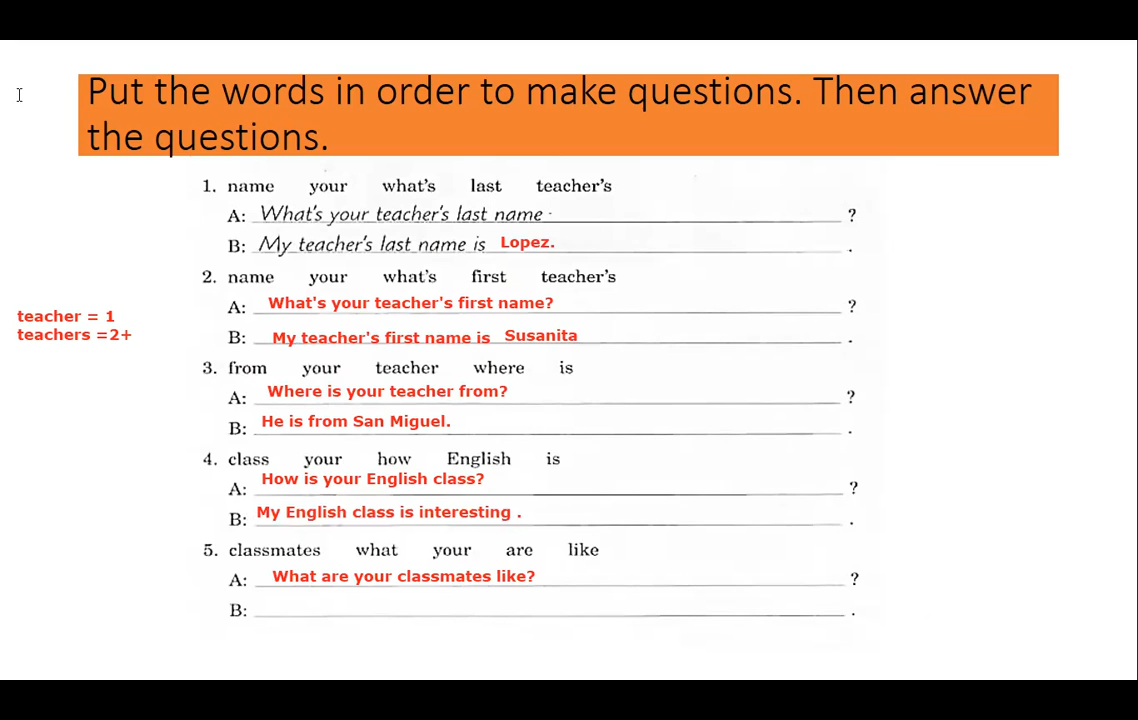 Put the words in order to make questions. Then answer
the questions.
1. name your what's last teacher's
A: What's your teacher's last name ?
B: My teacher's last name is Lopez. .
2. name your what's first teacher's
A: What's your teacher's first name? ?
teacher = 1
teachers =2+
B: My teacher's first name is Susanita .
3. from your teacher where is
A: Where is your teacher from? ?
B: He is from San Miguel. .
4. class your how English is
A: How is your English class? ?
B: My English class is interesting . .
5. classmates what your are like
A: What are your classmates like? ?
B: .